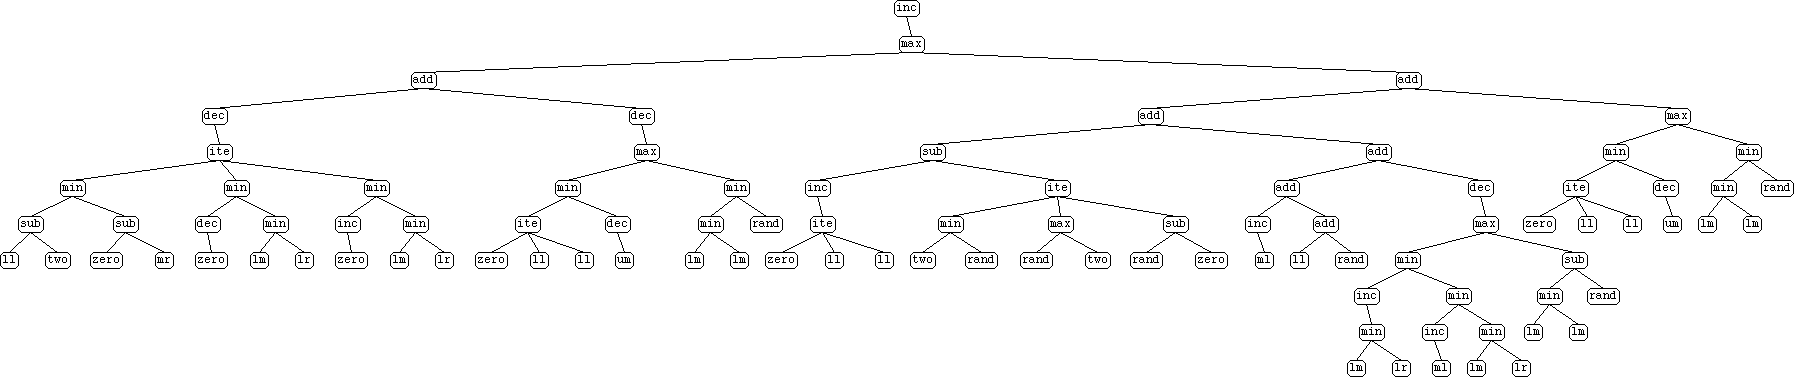 inc
max
add add
dec dec add max
ite max sub add min min
min min min min min inc ite add dec ite dec min rand
sub sub dec min inc min ite dec min rand ite min max sub inc add max zero ll ll um lm lm
ll two zero mr zero lm lr zero lm lr zero ll ll um lm lm zero ll ll two rand rand two rand zero ml ll rand min sub
inc min min rand
min inc min lm lm
lm lr ml lm lr